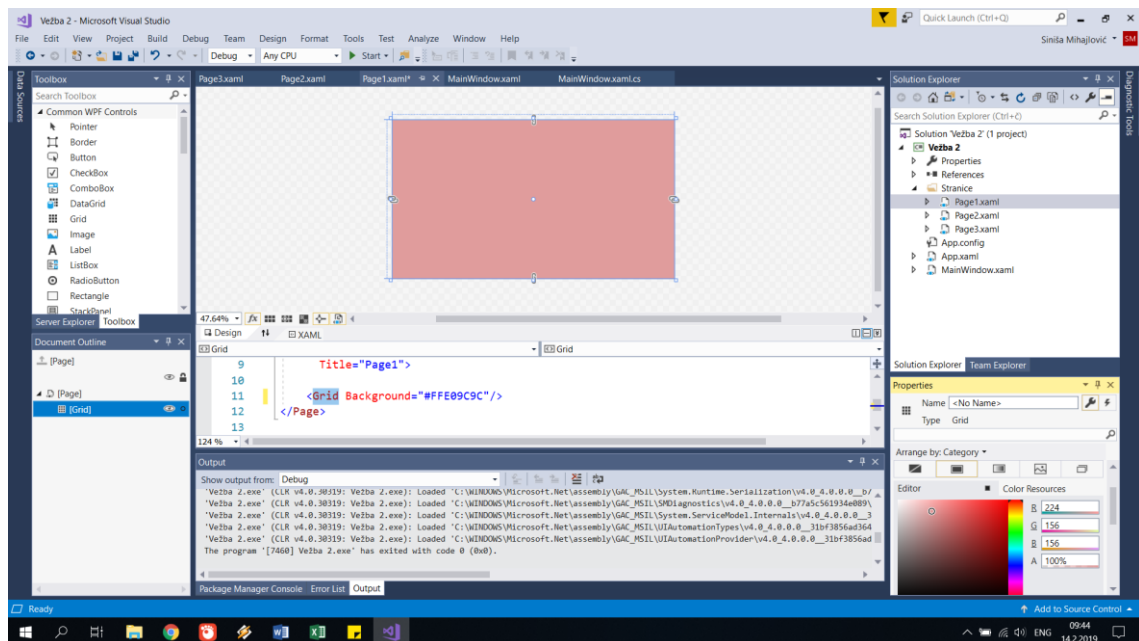 Vežba 2 - Microsoft Visual Studio
Quick Launch (Ctrl+Q)
File Edit View Project Build Debug Team Design Format Tools Test Analyze Window Help
Siniša Mihajlović SM
Debug Any CPU Start
Data Sources
Toolbox
Search Toolbox
Common WPF Controls
Pointer
Border
Button
CheckBox
ComboBox
DataGrid
Grid
Image
Label
ListBox
RadioButton
Rectangle
StackPanel
Server Explorer Toolbox
Document Outline
[Page]
[Page]
[Grid]
Page3.xaml Page2.xaml Page1.xaml* MainWindow.xaml MainWindow.xaml.cs
47.64%
Design XAML
Grid Grid
9 Title="Page1">
10
11 <Grid Background="#FFE09C9C"/>
12 </Page>
13
124 %
Output
Show output from: Debug
'Vežba 2.exe' (CLR v4.0.30319: Vežba 2.exe): Loaded 'C:\WINDOWS\Microsoft.Net\assembly\GAC_MSIL\System.Runtime.Serialization\v4.0_4.0.0.0__b7
'Vežba 2.exe' (CLR v4.0.30319: Vežba 2.exe): Loaded 'C:\WINDOWS\Microsoft.Net\assembly\GAC_MSIL\SMDiagnostics\v4.0_4.0.0.0__b77a5c561934e089\
'Vežba 2.exe' (CLR v4.0.30319: Vežba 2.exe): Loaded 'C:\WINDOWS\Microsoft.Net\assembly\GAC_MSIL\System.ServiceModel.Internals\v4.0_4.0.0.0__3
'Vežba 2.exe' (CLR v4.0.30319: Vežba 2.exe): Loaded 'C:\WINDOWS\Microsoft.Net\assembly\GAC_MSIL\UIAutomationTypes\v4.0_4.0.0.0__31bf3856ad364
'Vežba 2.exe' (CLR v4.0.30319: Vežba 2.exe): Loaded 'C:\WINDOWS\Microsoft.Net\assembly\GAC_MSIL\UIAutomationProvider\v4.0_4.0.0.0__31bf3856ad
The program '[7460] Vežba 2.exe' has exited with code 0 (0x0).
Package Manager Console Error List Output
Solution Explorer
Search Solution Explorer (Ctrl+č)
Solution 'Vežba 2' (1 project)
Vežba 2
Properties
References
Stranice
Page1.xaml
Page2.xaml
Page3.xaml
App.config
App.xaml
MainWindow.xaml
Solution Explorer Team Explorer
Diagnostic Tools
Properties
Name <No Name>
Type Grid
Arrange by: Category
Editor Color Resources
R 224
G 156
B 156
A 100%
Ready
Add to Source Control
ENG
09:44
14.2.2019.